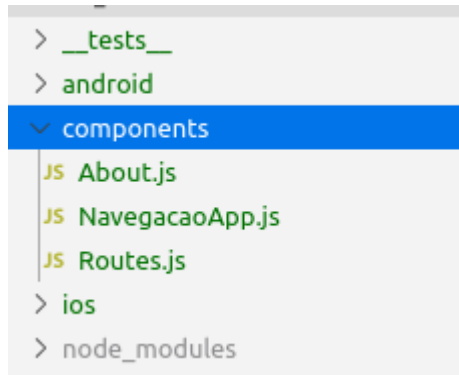 __tests__
android
components
JS About.js
JS NavegacaoApp.js
JS Routes.js
ios
node_modules